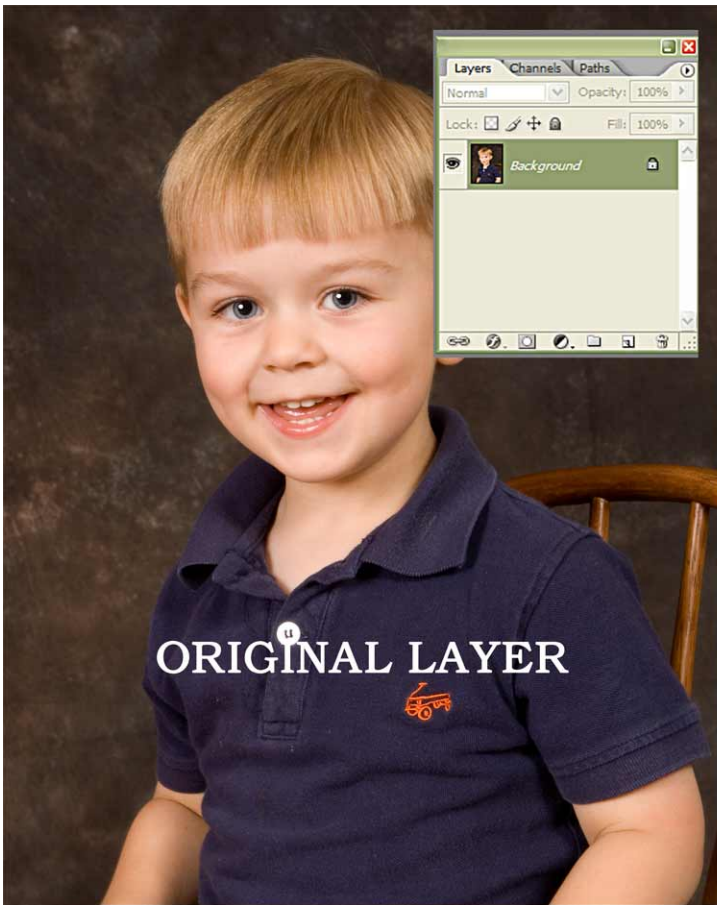 Layers Channels Paths
Normal Opacity: 100%
Lock: Fill: 100%
Background
u
ORIGINAL LAYER